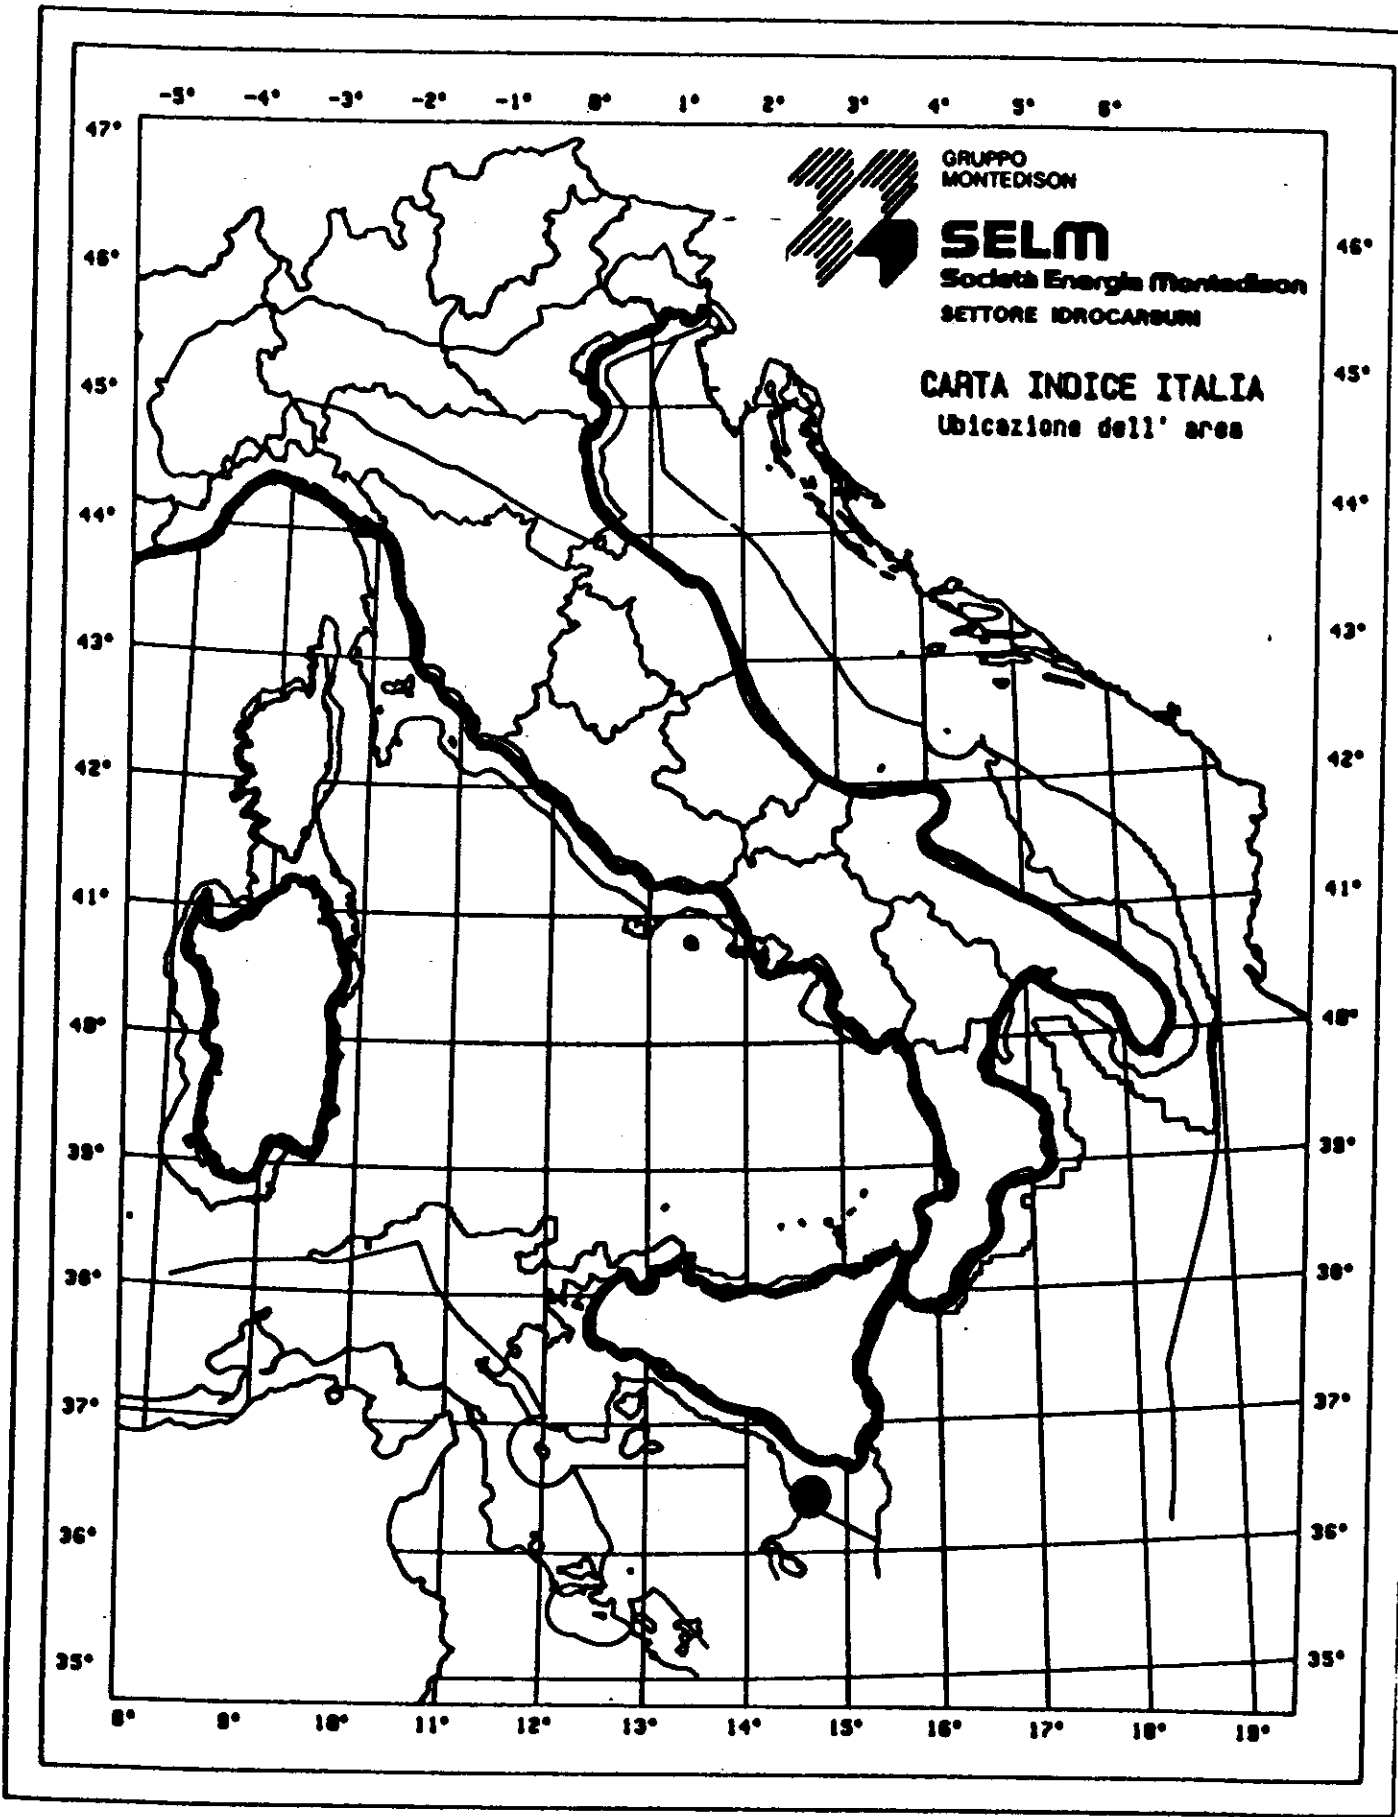 -5° -4° -3° -2° -1° 0° 1° 2° 3° 4° 5° 6°
47°
GRUPPO
MONTEDISON
SELM
Società Energia Montedison
SETTORE IDROCARBURI
CARTA INDICE ITALIA
Ubicazione dell' area
46° 46°
45° 45°
44° 44°
43° 43°
42° 42°
41° 41°
40° 40°
39° 39°
38° 38°
37° 37°
36° 36°
35° 35°
8° 9° 10° 11° 12° 13° 14° 15° 16° 17° 18° 19°